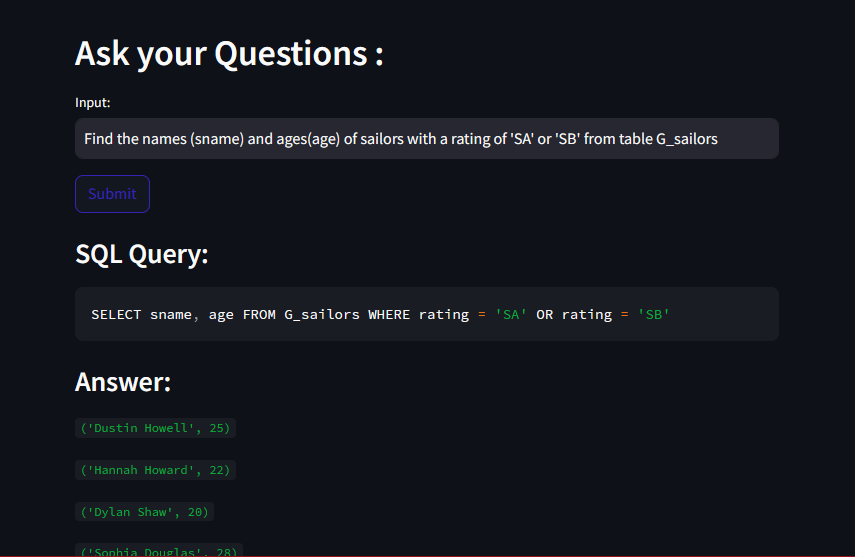 Ask your Questions :
Input:
Find the names (sname) and ages(age) of sailors with a rating of 'SA' or 'SB' from table G_sailors
Submit
SQL Query:
SELECT sname, age FROM G_sailors WHERE rating = 'SA' OR rating = 'SB'
Answer:
('Dustin Howell', 25)
('Hannah Howard', 22)
('Dylan Shaw', 20)
('Sophia Douglas', 28)